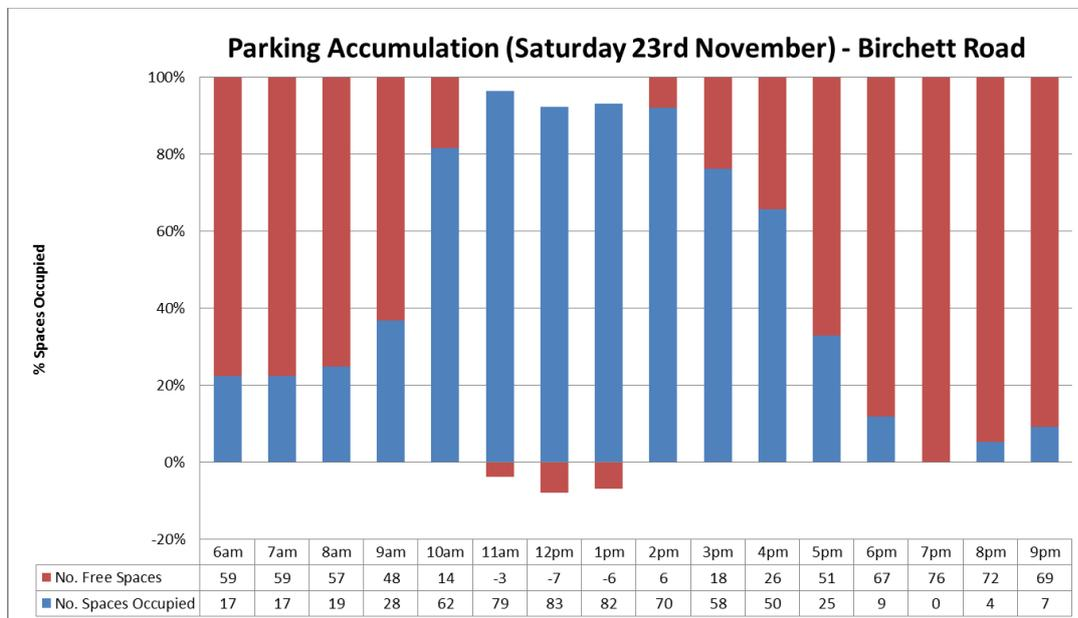 Parking Accumulation (Saturday 23rd November) - Birchett Road
100%
80%
60%
40%
20%
0%
-20%
% Spaces Occupied
6am 7am 8am 9am 10am 11am 12pm 1pm 2pm 3pm 4pm 5pm 6pm 7pm 8pm 9pm
No. Free Spaces 59 59 57 48 14 -3 -7 -6 6 18 26 51 67 76 72 69
No. Spaces Occupied 17 17 19 28 62 79 83 82 70 58 50 25 9 0 4 7